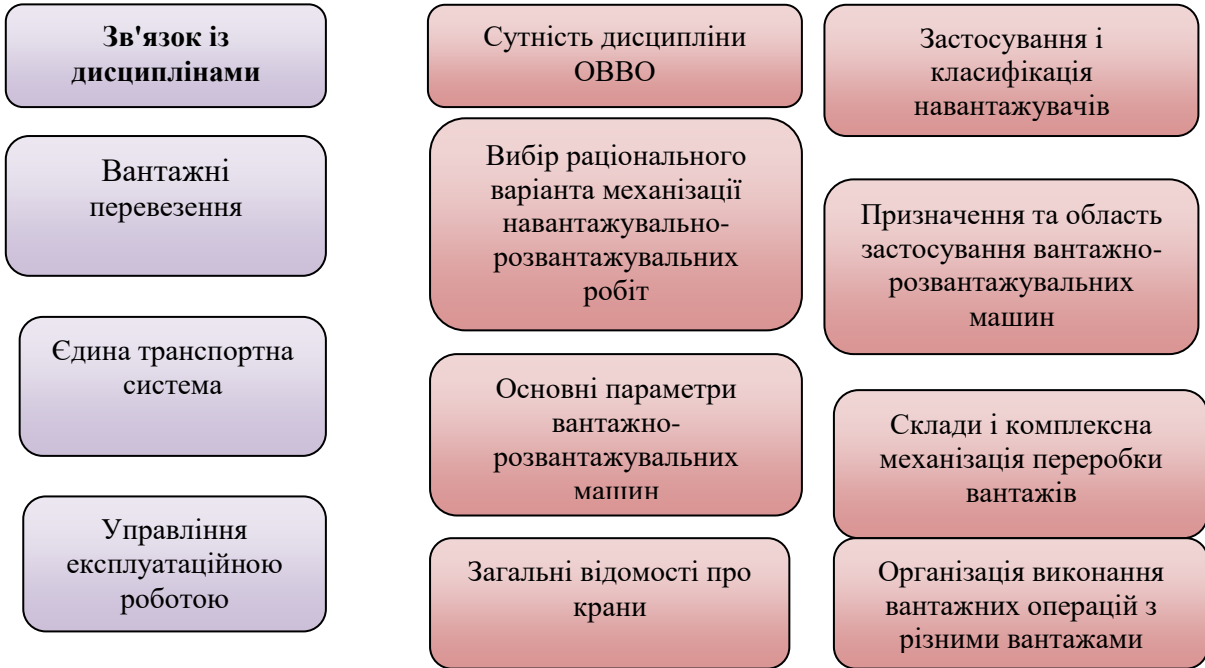 Зв'язок із
дисциплінами
Вантажні
перевезення
Єдина транспортна
система
Управління
експлуатаційною
роботою
Сутність дисципліни
ОВВО
Вибір раціонального
варіанта механізації
навантажувально-
розвантажувальних
робіт
Основні параметри
вантажно-
розвантажувальних
машин
Загальні відомості про
крани
Застосування і
класифікація
навантажувачів
Призначення та область
застосування вантажно-
розвантажувальних
машин
Склади і комплексна
механізація переробки
вантажів
Організація виконання
вантажних операцій з
різними вантажами